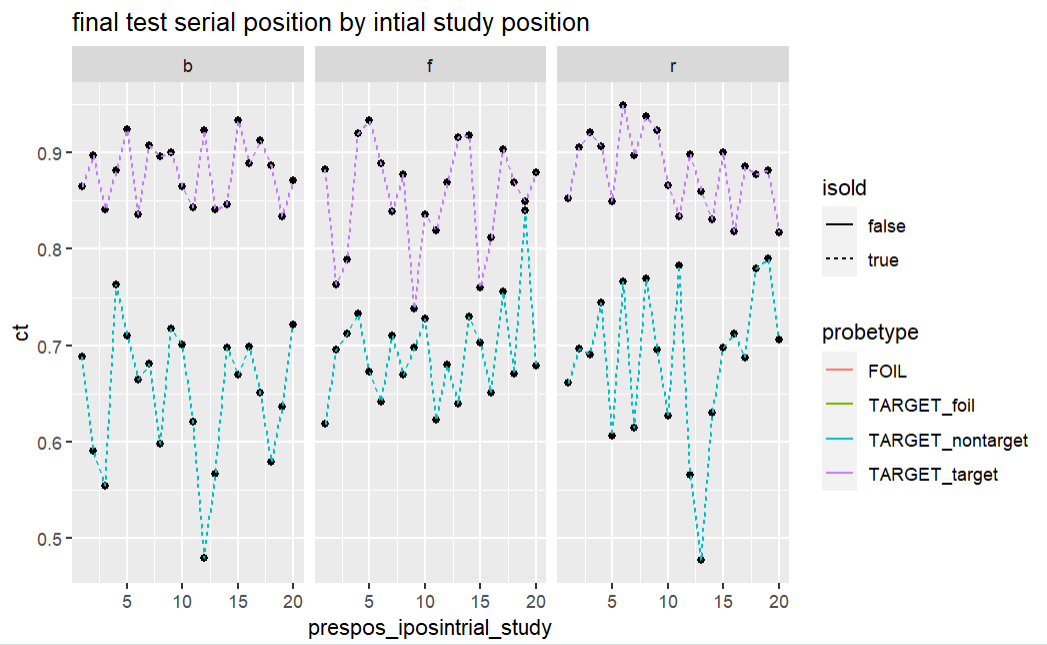 final test serial position by intial study position
b
f
r
ct
0.9
0.8
0.7
0.6
0.5
5 10 15 20
5 10 15 20
5 10 15 20
prespos_iposintrial_study
isold
false
true
probetype
FOIL
TARGET_foil
TARGET_nontarget
TARGET_target